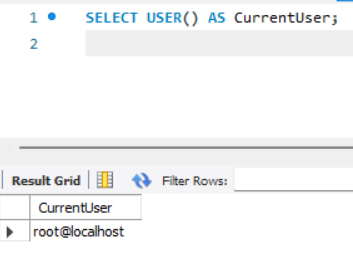 1 SELECT USER() AS CurrentUser;
2
Result Grid Filter Rows:
CurrentUser
root@localhost